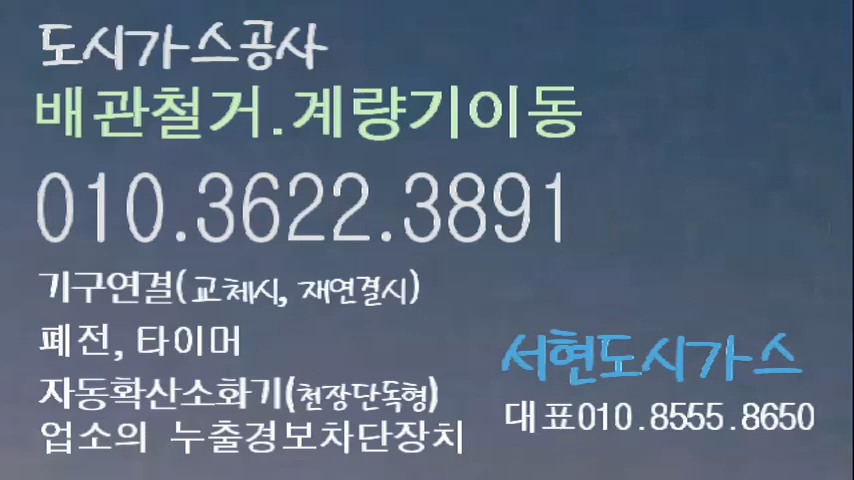 도시가스공사
배관철거.계량기이동
010.3622.3891
기구연결(교체시, 재연결시)
폐전, 타이머
자동확산소화기(천장단독형)
업소의 누출경보차단장치
서현도시가스
대표010.8555.8650